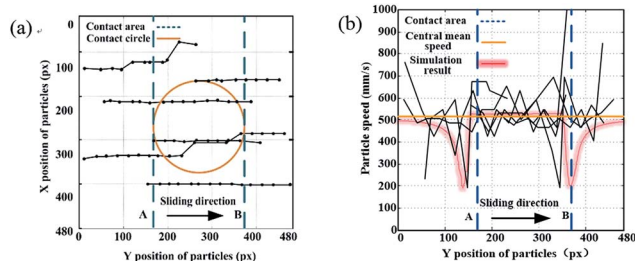 (a)
Contact area
Contact circle
0
100
200
300
400
480
X position of particles (px)
A
Sliding direction
B
0
100
200
300
400
480
Y position of particles (px)
(b)
Contact area
Central mean
speed
Simulation
result
1000
900
800
700
600
500
400
300
200
100
0
Particle speed (mm/s)
A
Sliding direction
B
0
100
200
300
400
480
Y position of particles (px)